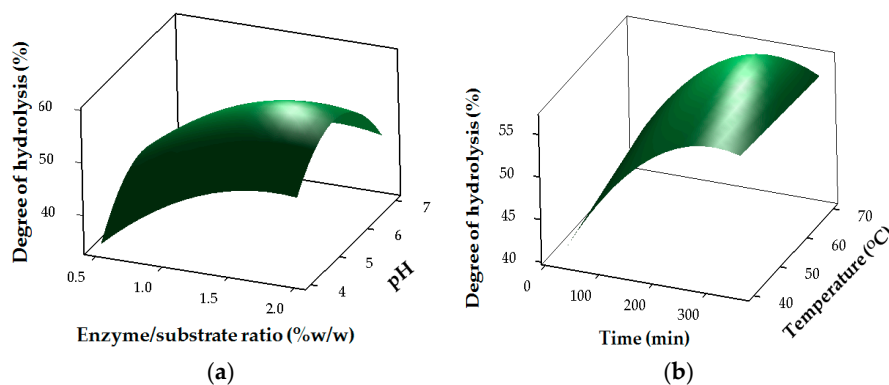 Degree of hydrolysis (%)
60
50
40
0.5
1.0
1.5
2.0
Enzyme/substrate ratio (%w/w)
4
5
6
7
pH
(a)
Degree of hydrolysis (%)
55
50
45
40
0
100
200
300
Time (min)
40
50
60
70
Temperature (ºC)
(b)